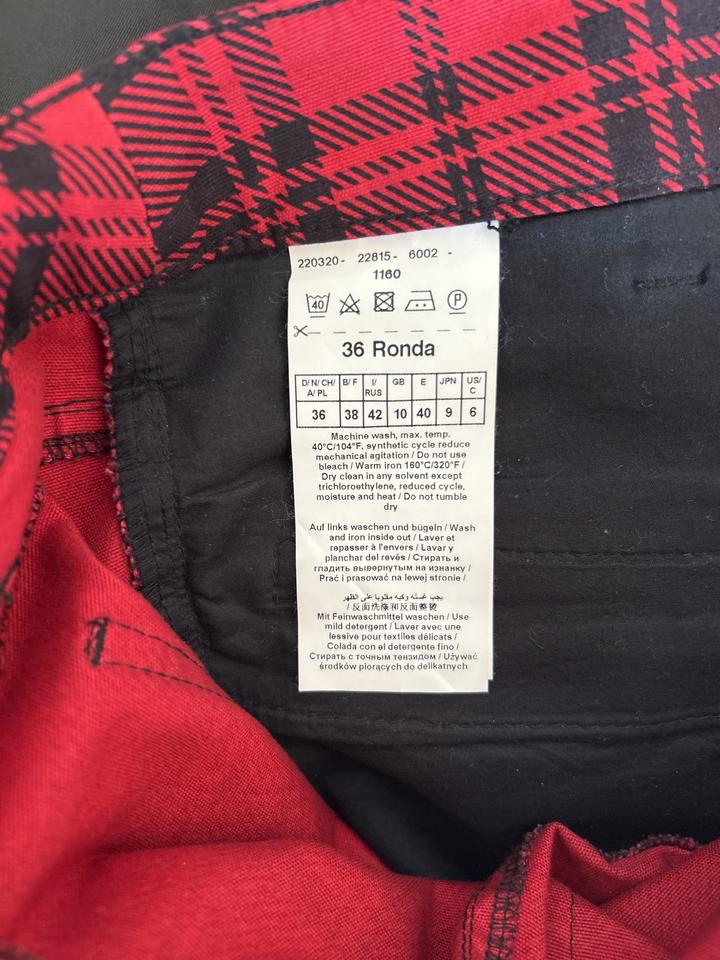 220320- 22815- 6002 -
1160
40 P
36 Ronda
D/ N/ CH/ A/ PL B/ F I/ RUS GB E JPN US/ C
36 38 42 10 40 9 6
Machine wash, max. temp.
40°C/104°F, synthetic cycle reduce
mechanical agitation / Do not use
bleach / Warm iron 160°C/320°F /
Dry clean in any solvent except
trichloroethylene, reduced cycle,
moisture and heat / Do not tumble
dry
Auf links waschen und bügeln / Wash
and iron inside out / Laver et
repasser à l'envers / Lavar y
planchar del revés / Стирать и
гладить вывернутым на изнанку /
Prać i prasować na lewej stronie /
يجب غسله وكيه مقلوبا على الظهر
/ 反面洗涤和反面整烫
Mit Feinwaschmittel waschen / Use
mild detergent / Laver avec une
lessive pour textiles délicats /
Colada con el detergente fino /
Стирать с точным тензидом / Używać
środków piorących do delikatnych